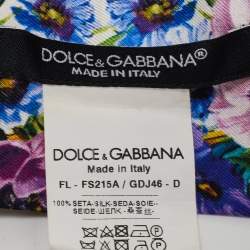 DOLCE & GABBANA®
MADE IN ITALY
DOLCE & GABBANA
Made in Italy
FL - FS215A / GDJ46 - D
100% SETA-SILK-SEDA-SOIE--
SEIDE-ШЕЛК-